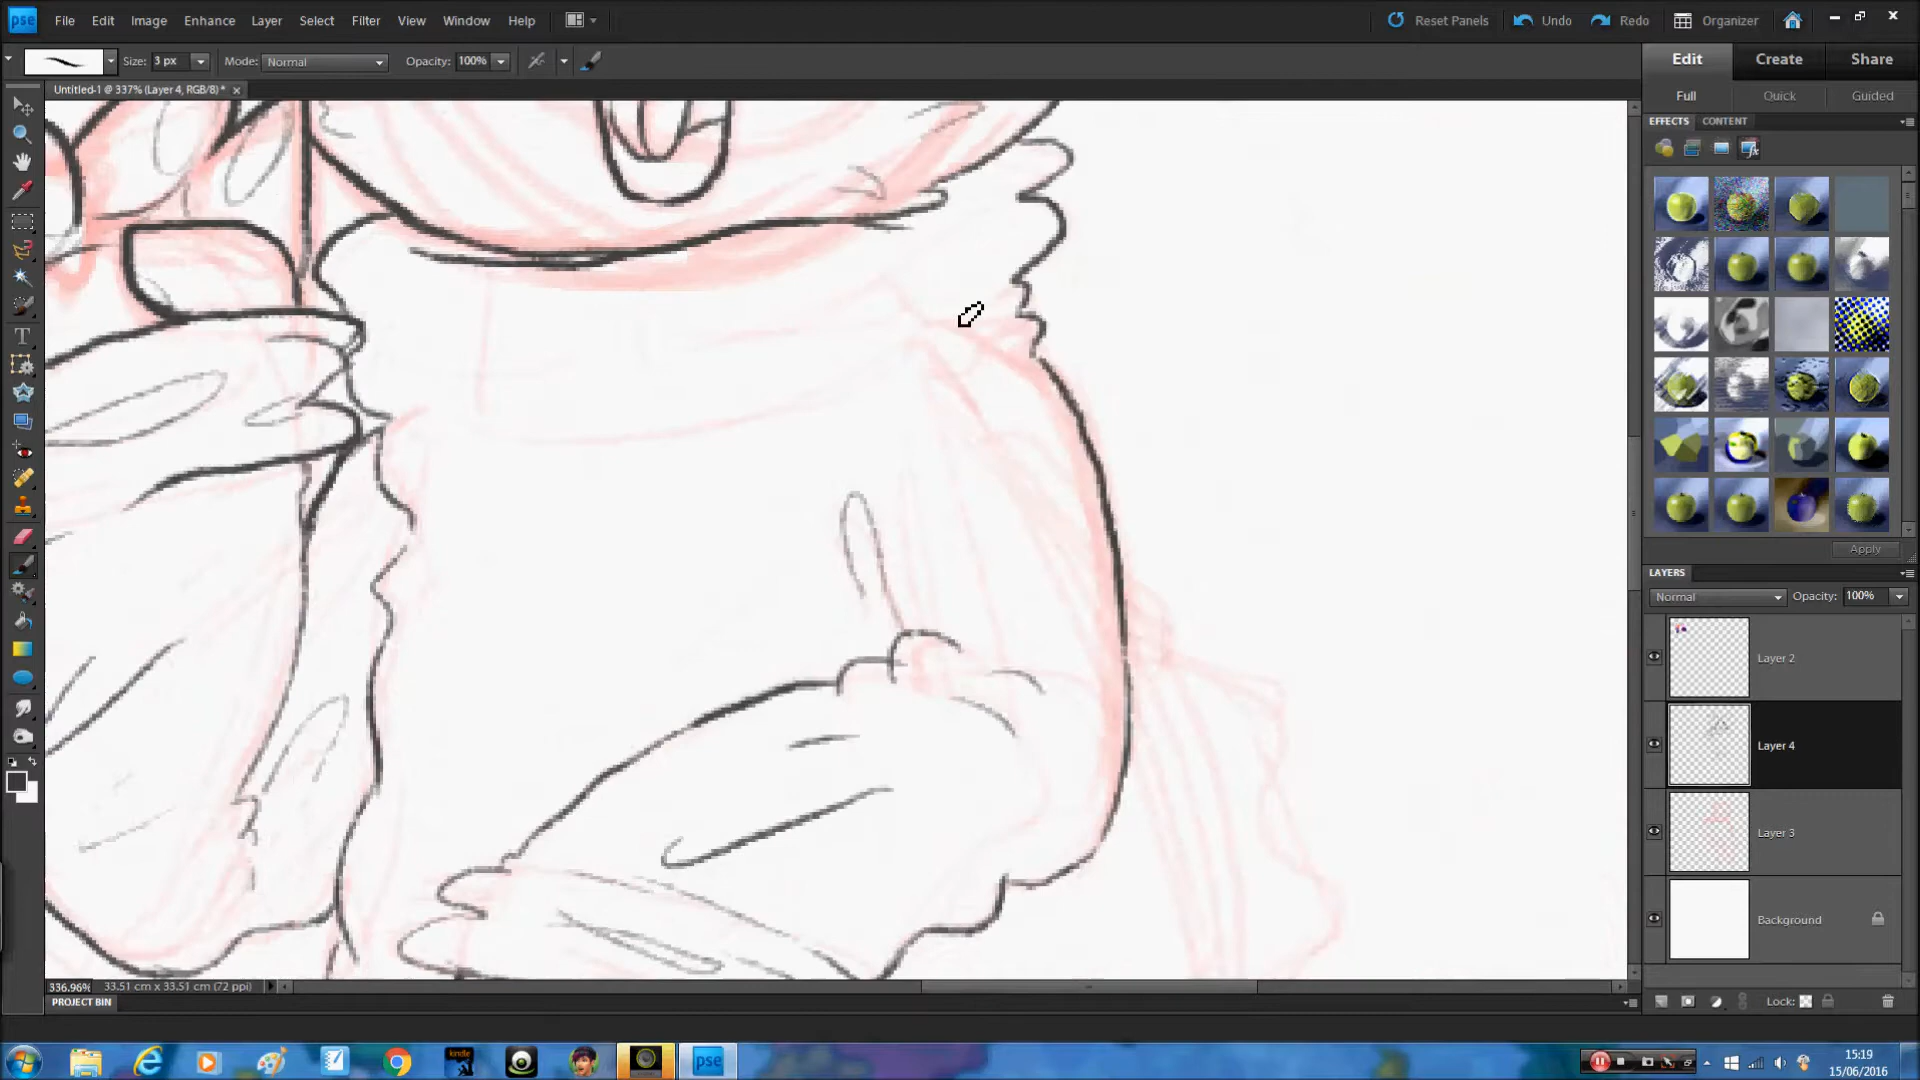 pse File Edit Image Enhance Layer Select Filter View Window Help Reset Panels Undo Redo Organizer
Size: 3 px Mode: Normal Opacity: 100% Edit Create Share
Untitled-1 @ 337% (Layer 4, RGB/8) * × Full Quick Guided
EFFECTS CONTENT
Apply
LAYERS
Normal Opacity: 100%
Layer 2
Layer 4
Layer 3
Background
336.96% 33.51 cm x 33.51 cm (72 ppi)
PROJECT BIN Lock:
kindle pse 15:19
15/06/2016